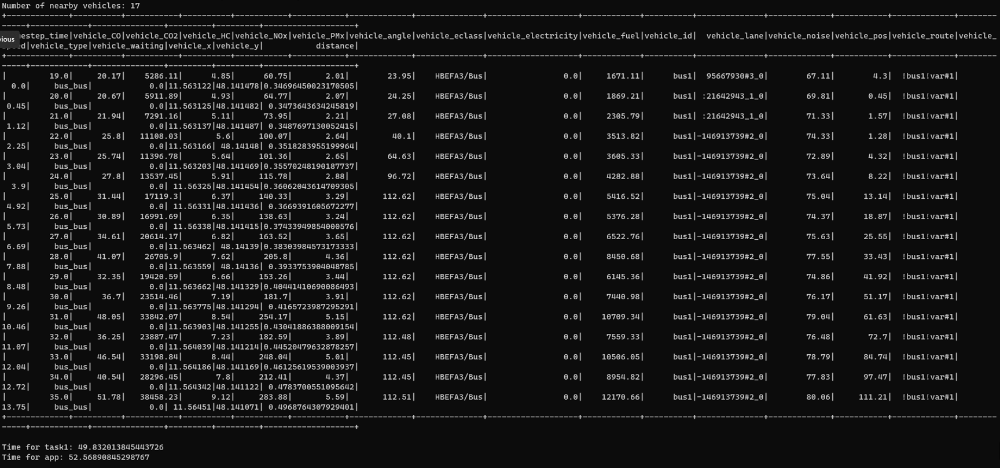 Number of nearby vehicles: 17
+-------------+----------+-----------+----------+-----------+-----------+-------------+--------------+-------------------+------------+----------+--------------+-------------+-----------+-------------+--------
-----+------------+---------------+---------+---------+-------------------+
estep_time|vehicle_CO|vehicle_CO2|vehicle_HC|vehicle_NOx|vehicle_PMx|vehicle_angle|vehicle_eclass|vehicle_electricity|vehicle_fuel|vehicle_id|  vehicle_lane|vehicle_noise|vehicle_pos|vehicle_route|vehicle_
vious
ed|vehicle_type|vehicle_waiting|vehicle_x|vehicle_y|           distance|
+-------------+----------+-----------+----------+-----------+-----------+-------------+--------------+-------------------+------------+----------+--------------+-------------+-----------+-------------+--------
-----+------------+---------------+---------+---------+-------------------+
|         19.0|     20.17|    5286.11|      4.85|      60.75|       2.01|        23.95|    HBEFA3/Bus|                0.0|     1671.11|      bus1|  95667930#3_0|        67.11|        4.3|  !bus1!var#1|
  0.0|     bus_bus|            0.0|11.563122|48.141478|0.34696450023170505|
|         20.0|     20.67|    5911.89|      4.93|      64.77|       2.07|        24.25|    HBEFA3/Bus|                0.0|     1869.21|      bus1| :21642943_1_0|        69.81|       0.45|  !bus1!var#1|
 0.45|     bus_bus|            0.0|11.563125|48.141482| 0.3473643634245819|
|         21.0|     21.94|    7291.16|      5.11|      73.95|       2.21|        27.08|    HBEFA3/Bus|                0.0|     2305.79|      bus1| :21642943_1_0|        71.33|       1.57|  !bus1!var#1|
 1.12|     bus_bus|            0.0|11.563137|48.141487| 0.3487697130052415|
|         22.0|      25.8|   11108.03|       5.6|     100.07|       2.64|         40.1|    HBEFA3/Bus|                0.0|     3513.82|      bus1|-146913739#2_0|        74.33|       1.28|  !bus1!var#1|
 2.25|     bus_bus|            0.0|11.563166| 48.14148| 0.3518283955199964|
|         23.0|     25.74|   11396.78|      5.64|     101.36|       2.65|        64.63|    HBEFA3/Bus|                0.0|     3605.33|      bus1|-146913739#2_0|        72.89|       4.32|  !bus1!var#1|
 3.04|     bus_bus|            0.0|11.563203|48.141469|0.35570248190187737|
|         24.0|      27.8|   13537.45|      5.91|     115.78|       2.88|        96.72|    HBEFA3/Bus|                0.0|     4282.88|      bus1|-146913739#2_0|        73.64|       8.22|  !bus1!var#1|
  3.9|     bus_bus|            0.0| 11.56325|48.141454|0.36062043614709305|
|         25.0|     31.44|    17119.3|      6.37|     140.33|       3.29|       112.62|    HBEFA3/Bus|                0.0|     5416.52|      bus1|-146913739#2_0|        75.04|      13.14|  !bus1!var#1|
 4.92|     bus_bus|            0.0| 11.56331|48.141436| 0.3669391605672277|
|         26.0|     30.89|   16991.69|      6.35|     138.63|       3.24|       112.62|    HBEFA3/Bus|                0.0|     5376.28|      bus1|-146913739#2_0|        74.37|      18.87|  !bus1!var#1|
 5.73|     bus_bus|            0.0| 11.56338|48.141415|0.374339498540005​76|
|         27.0|     34.61|   20614.17|      6.82|     163.52|       3.65|       112.62|    HBEFA3/Bus|                0.0|     6522.76|      bus1|-146913739#2_0|        75.63|      25.55|  !bus1!var#1|
 6.69|     bus_bus|            0.0|11.563462| 48.14139|0.38303984573173333|
|         28.0|     41.07|    26705.9|      7.62|      205.8|       4.36|       112.62|    HBEFA3/Bus|                0.0|     8450.68|      bus1|-146913739#2_0|        77.55|      33.43|  !bus1!var#1|
 7.88|     bus_bus|            0.0|11.563559| 48.14136| 0.3933753904048785|
|         29.0|     32.35|   19420.59|      6.66|     153.26|       3.44|       112.62|    HBEFA3/Bus|                0.0|     6145.36|      bus1|-146913739#2_0|        74.86|      41.92|  !bus1!var#1|
 8.48|     bus_bus|            0.0|11.563662|48.141329|0.40441410690086493|
|         30.0|      36.7|   23514.46|      7.19|      181.7|       3.91|       112.62|    HBEFA3/Bus|                0.0|     7440.98|      bus1|-146913739#2_0|        76.17|      51.17|  !bus1!var#1|
 9.26|     bus_bus|            0.0|11.563775|48.141294| 0.4165723987295291|
|         31.0|     48.05|   33842.07|      8.54|     254.17|       5.15|       112.62|    HBEFA3/Bus|                0.0|    10709.34|      bus1|-146913739#2_0|        79.04|      61.63|  !bus1!var#1|
10.46|     bus_bus|            0.0|11.563903|48.141255|0.43041886388009154|
|         32.0|     36.25|   23887.47|      7.23|     182.59|       3.89|       112.48|    HBEFA3/Bus|                0.0|     7559.33|      bus1|-146913739#2_0|        76.48|       72.7|  !bus1!var#1|
11.07|     bus_bus|            0.0|11.564039|48.141214|0.44520479632878257|
|         33.0|     46.54|   33198.84|      8.44|     248.04|       5.01|       112.45|    HBEFA3/Bus|                0.0|    10506.05|      bus1|-146913739#2_0|        78.79|      84.74|  !bus1!var#1|
12.04|     bus_bus|            0.0|11.564186|48.141169|0.46125619539003937|
|         34.0|     40.54|   28296.45|       7.8|     212.41|       4.37|       112.45|    HBEFA3/Bus|                0.0|     8954.82|      bus1|-146913739#2_0|        77.83|      97.47|  !bus1!var#1|
12.72|     bus_bus|            0.0|11.564342|48.141122| 0.4783700551095642|
|         35.0|     51.78|   38458.23|      9.12|     283.88|       5.59|       112.51|    HBEFA3/Bus|                0.0|    12170.66|      bus1|-146913739#2_0|        80.06|     111.21|  !bus1!var#1|
13.75|     bus_bus|            0.0| 11.56451|48.141071| 0.4968764307929401|
+-------------+----------+-----------+----------+-----------+-----------+-------------+--------------+-------------------+------------+----------+--------------+-------------+-----------+-------------+--------
-----+------------+---------------+---------+---------+-------------------+
Time for task1: 49.832013845443726
Time for app: 52.56890845298767